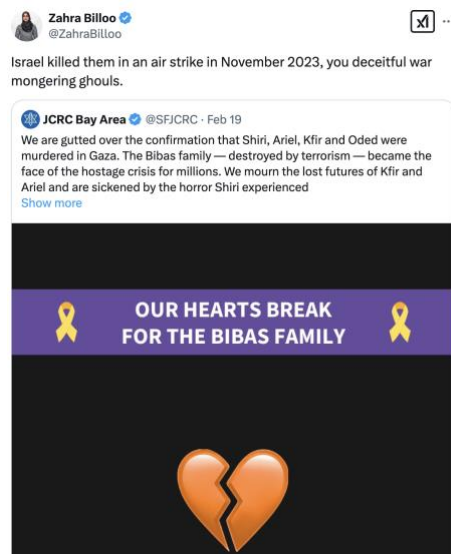 Zahra Billoo
@ZahraBilloo
Israel killed them in an air strike in November 2023, you deceitful war
mongering ghouls.
JCRC Bay Area @SFJCRC · Feb 19
We are gutted over the confirmation that Shiri, Ariel, Kfir and Oded were
murdered in Gaza. The Bibas family — destroyed by terrorism — became the
face of the hostage crisis for millions. We mourn the lost futures of Kfir and
Ariel and are sickened by the horror Shiri experienced
Show more
OUR HEARTS BREAK
FOR THE BIBAS FAMILY